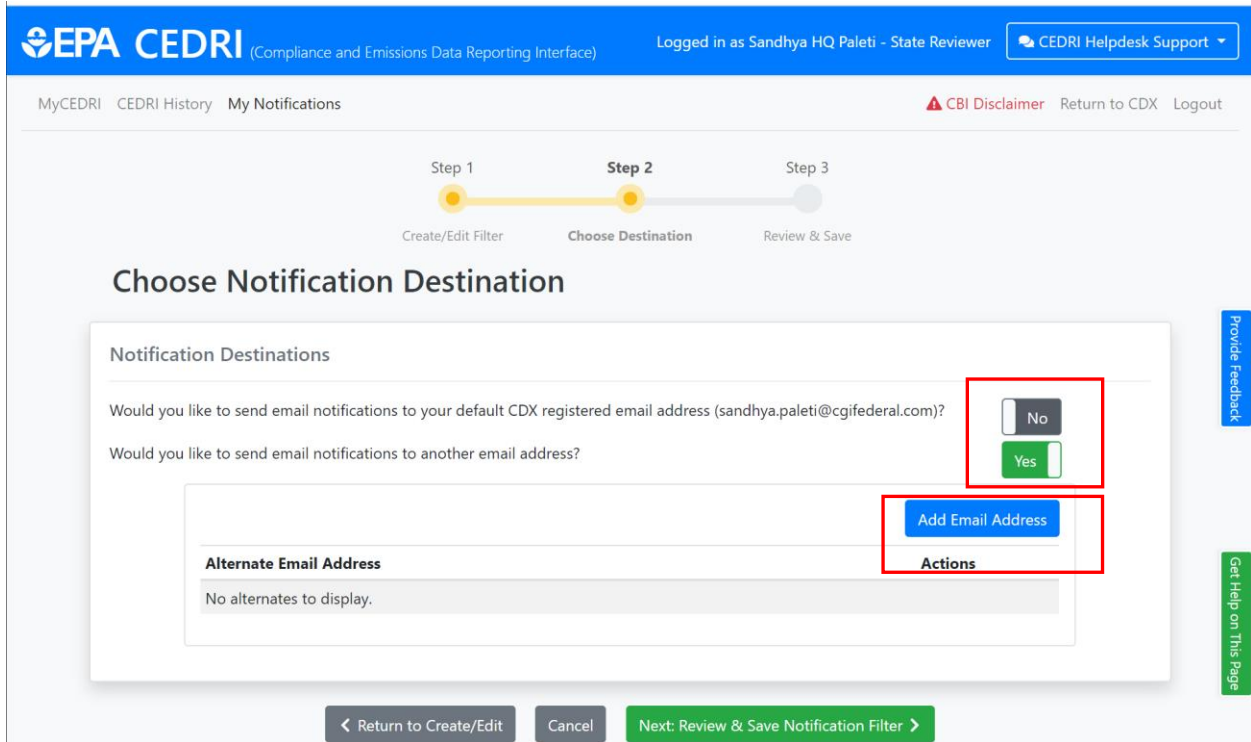 EPA CEDRI (Compliance and Emissions Data Reporting Interface) Logged in as Sandhya HQ Paleti - State Reviewer CEDRI Helpdesk Support
MyCEDRI CEDRI History My Notifications CBI Disclaimer Return to CDX Logout
Step 1 Step 2 Step 3
Create/Edit Filter Choose Destination Review & Save
Choose Notification Destination
Notification Destinations
Would you like to send email notifications to your default CDX registered email address (sandhya.paleti@cgifederal.com)? No
Would you like to send email notifications to another email address? Yes
Add Email Address
Alternate Email Address Actions
No alternates to display.
Return to Create/Edit Cancel Next: Review & Save Notification Filter
Provide Feedback
Get Help on This Page